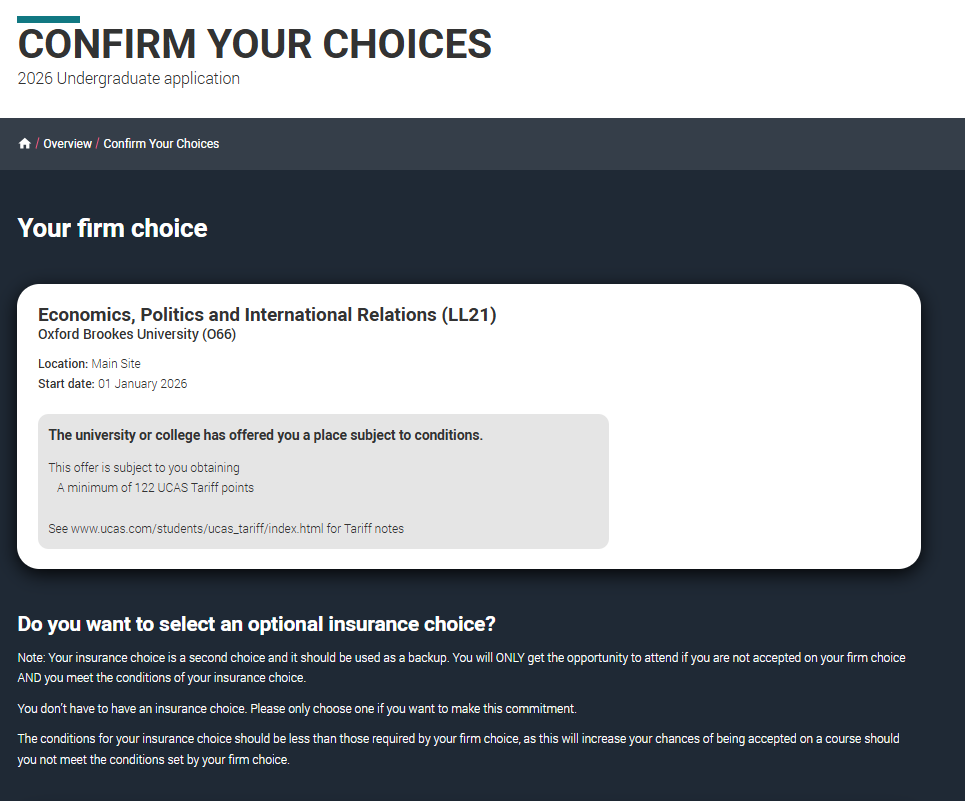 CONFIRM YOUR CHOICES
2026 Undergraduate application
/ Overview / Confirm Your Choices
Your firm choice
Economics, Politics and International Relations (LL21)
Oxford Brookes University (O66)
Location: Main Site
Start date: 01 January 2026
The university or college has offered you a place subject to conditions.
This offer is subject to you obtaining
A minimum of 122 UCAS Tariff points
See www.ucas.com/students/ucas_tariff/index.html for Tariff notes
Do you want to select an optional insurance choice?
Note: Your insurance choice is a second choice and it should be used as a backup. You will ONLY get the opportunity to attend if you are not accepted on your firm choice
AND you meet the conditions of your insurance choice.
You don't have to have an insurance choice. Please only choose one if you want to make this commitment.
The conditions for your insurance choice should be less than those required by your firm choice, as this will increase your chances of being accepted on a course should
you not meet the conditions set by your firm choice.